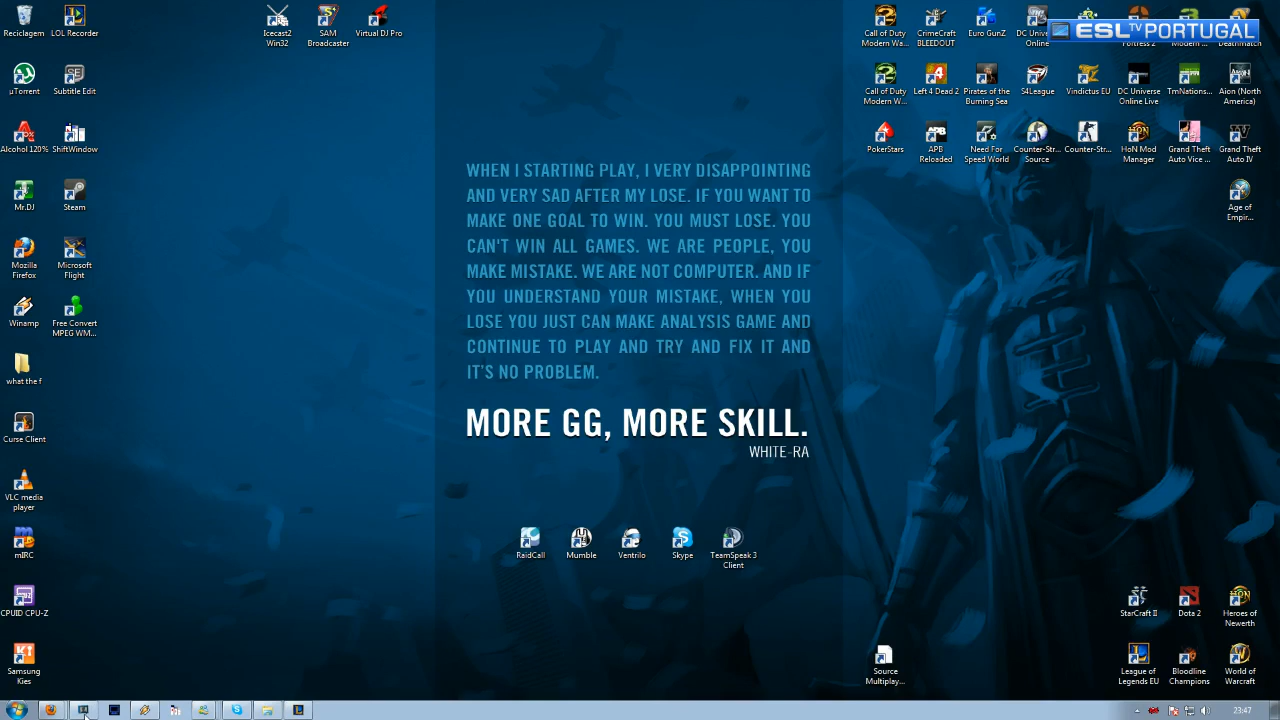 Reciclagem
LOL Recorder
Icecast2
Win32
SAM
Broadcaster
Virtual DJ Pro
Call of Duty
Modern Wa...
CrimeCraft
BLEEDOUT
Euro GunZ
DC Univer...
Online
ESL TV PORTUGAL
µTorrent
Subtitle Edit
Call of Duty
Modern W...
Left 4 Dead 2
Pirates of the
Burning Sea
S4League
Vindictus EU
DC Universe
Online Live
TmNations...
Aion (North
America)
Alcohol 120%
ShiftWindow
PokerStars
APB
Reloaded
Need For
Speed World
Counter-Str...
Source
Counter-Str...
HoN Mod
Manager
Grand Theft
Auto Vice ...
Grand Theft
Auto IV
Mr.DJ
Steam
Age of
Empir...
Mozilla
Firefox
Microsoft
Flight
Winamp
Free Convert
MPEG WM...
what the f
Curse Client
VLC media
player
mIRC
CPUID CPU-Z
Samsung
Kies
WHEN I STARTING PLAY, I VERY DISAPPOINTING
AND VERY SAD AFTER MY LOSE. IF YOU WANT TO
MAKE ONE GOAL TO WIN. YOU MUST LOSE. YOU
CAN'T WIN ALL GAMES. WE ARE PEOPLE, YOU
MAKE MISTAKE. WE ARE NOT COMPUTER. AND IF
YOU UNDERSTAND YOUR MISTAKE, WHEN YOU
LOSE YOU JUST CAN MAKE ANALYSIS GAME AND
CONTINUE TO PLAY AND TRY AND FIX IT AND
IT'S NO PROBLEM.
MORE GG, MORE SKILL.
WHITE-RA
RaidCall
Mumble
Ventrilo
Skype
TeamSpeak 3
Client
StarCraft II
Dota 2
Heroes of
Newerth
Source
Multiplay...
League of
Legends EU
Bloodline
Champions
World of
Warcraft
23:47